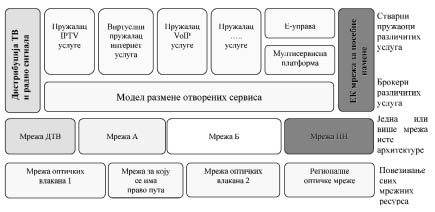 Дистрибуција ТВ
и радио сигнала
Пружалац
IPTV
услуге
Виртуелни
пружалац
интернет
услуга
Пружалац
VoIP
услуге
Пружалац
.....
услуге
Е-управа
Мултисервисна
платформа
ЕК мрежа за посебне
намене
Стварни
пружаоци
различитих
услуга
Модел размене отворених сервиса
Брокери
различитих
услуга
Мрежа ДТВ
Мрежа А
Мрежа Б
Мрежа НН
Једна или
више мрежа
исте
архитектуре
Мрежа оптичких
влакана 1
Мрежа за коју
се има
право пута
Мрежа оптичких
влакана 2
Регионалне
оптичке мреже
Повезивање
свих
мрежних
ресурса